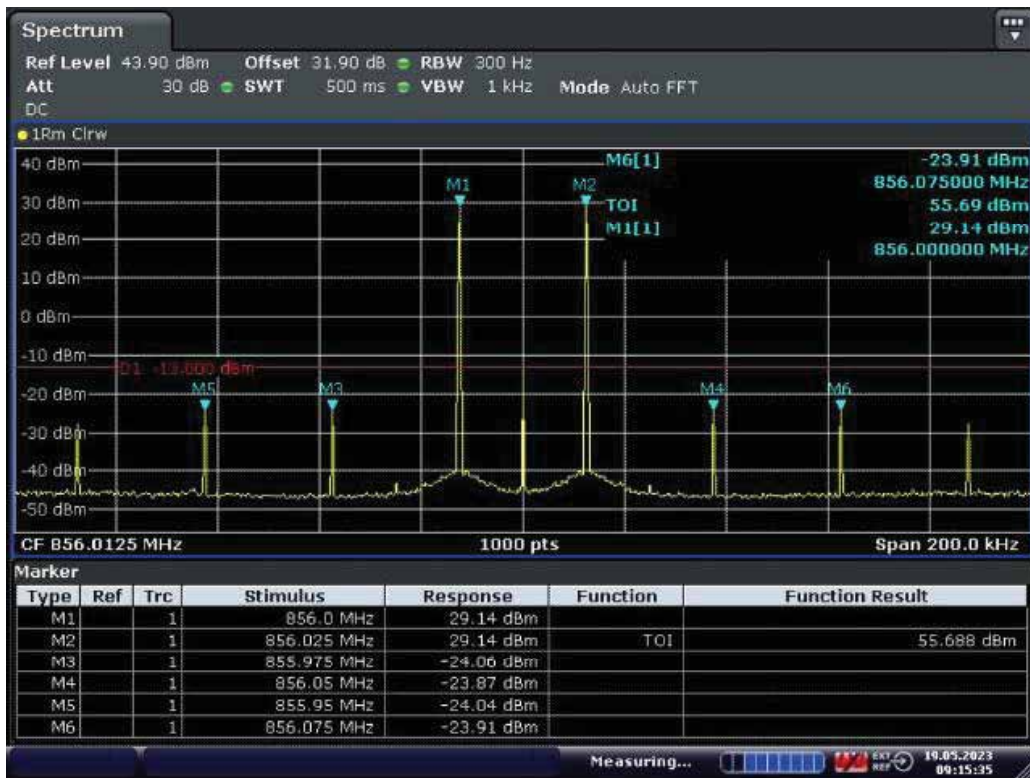 Spectrum
Ref Level 43.90 dBm Offset 31.90 dB RBW 300 Hz
Att 30 dB SWT 500 ms VBW 1 kHz Mode Auto FFT
DC
1Rm Clrw
40 dBm
M6[1] -23.91 dBm
856.075000 MHz
M1 M2
30 dBm
TOI 55.69 dBm
M1[1] 29.14 dBm
20 dBm
856.000000 MHz
10 dBm
0 dBm
-10 dBm
D1 -13.000 dBm
-20 dBm
M5 M3 M4 M6
-30 dBm
-40 dBm
-50 dBm
CF 856.0125 MHz 1000 pts Span 200.0 kHz
Marker
Type Ref Trc Stimulus Response Function Function Result
M1 1 856.0 MHz 29.14 dBm
M2 1 856.025 MHz 29.14 dBm TOI 55.688 dBm
M3 1 855.975 MHz -24.06 dBm
M4 1 856.05 MHz -23.87 dBm
M5 1 855.95 MHz -24.04 dBm
M6 1 856.075 MHz -23.91 dBm
Measuring... EXT REF 19.05.2023
09:15:35